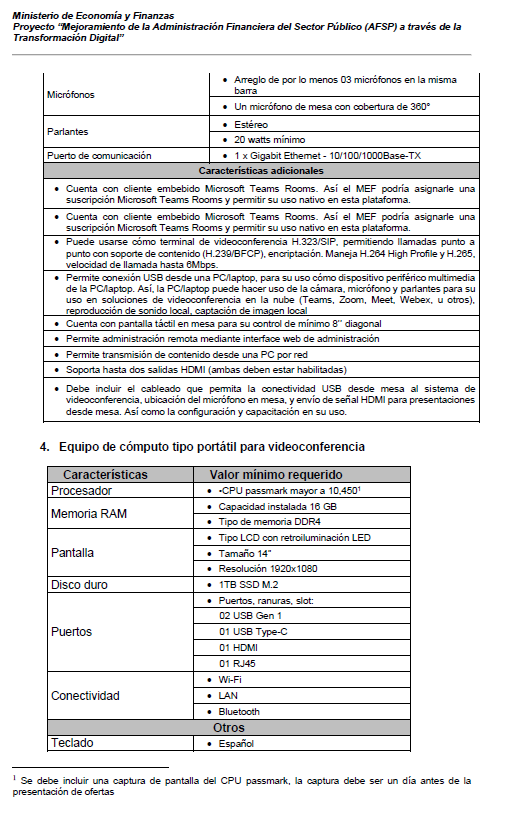 Ministerio de Economía y Finanzas
Proyecto "Mejoramiento de la Administración Financiera del Sector Público (AFSP) a través de la
Transformación Digital"
Micrófonos
• Arreglo de por lo menos 03 micrófonos en la misma
barra
• Un micrófono de mesa con cobertura de 360°
Parlantes
• Estéreo
• 20 watts mínimo
Puerto de comunicación
• 1 x Gigabit Ethernet - 10/100/1000Base-TX
Características adicionales
• Cuenta con cliente embebido Microsoft Teams Rooms. Así el MEF podría asignarle una
suscripción Microsoft Teams Rooms y permitir su uso nativo en esta plataforma.
• Cuenta con cliente embebido Microsoft Teams Rooms. Así el MEF podría asignarle una
suscripción Microsoft Teams Rooms y permitir su uso nativo en esta plataforma.
• Puede usarse cómo terminal de videoconferencia H.323/SIP, permitiendo llamadas punto a
punto con soporte de contenido (H.239/BFCP), encriptación. Maneja H.264 High Profile y H.265,
velocidad de llamada hasta 6Mbps.
• Permite conexión USB desde una PC/laptop, para su uso cómo dispositivo periférico multimedia
de la PC/laptop. Así, la PC/laptop puede hacer uso de la cámara, micrófono y parlantes para su
uso en soluciones de videoconferencia en la nube (Teams, Zoom, Meet, Webex, u otros),
reproducción de sonido local, captación de imagen local
• Cuenta con pantalla táctil en mesa para su control de mínimo 8'' diagonal
• Permite administración remota mediante interface web de administración
• Permite transmisión de contenido desde una PC por red
• Soporta hasta dos salidas HDMI (ambas deben estar habilitadas)
• Debe incluir el cableado que permita la conectividad USB desde mesa al sistema de
videoconferencia, ubicación del micrófono en mesa, y envío de señal HDMI para presentaciones
desde mesa. Así como la configuración y capacitación en su uso.
4. Equipo de cómputo tipo portátil para videoconferencia
Características
Valor mínimo requerido
Procesador
• •CPU passmark mayor a 10,450¹
Memoria RAM
• Capacidad instalada 16 GB
• Tipo de memoria DDR4
Pantalla
• Tipo LCD con retroiluminación LED
• Tamaño 14"
• Resolución 1920x1080
Disco duro
• 1TB SSD M.2
Puertos
• Puertos, ranuras, slot:
02 USB Gen 1
01 USB Type-C
01 HDMI
01 RJ45
Conectividad
• Wi-Fi
• LAN
• Bluetooth
Otros
Teclado
• Español
¹ Se debe incluir una captura de pantalla del CPU passmark, la captura debe ser un día antes de la
presentación de ofertas